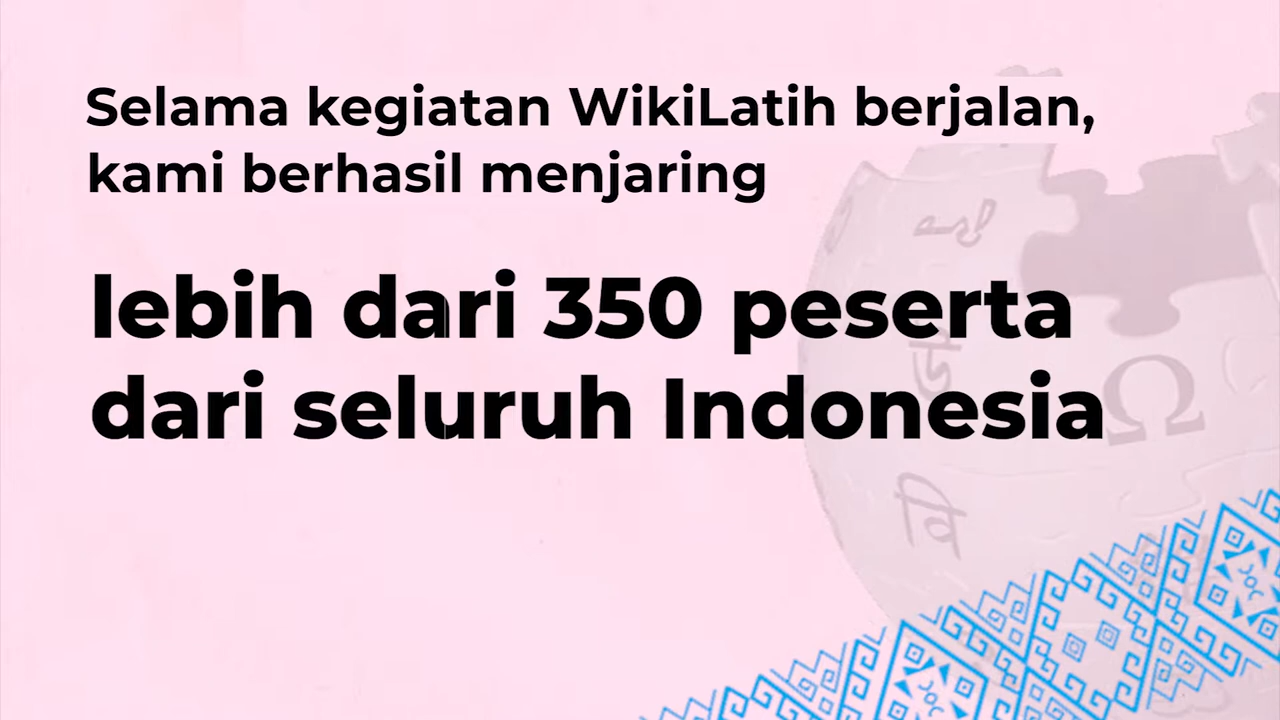 Selama kegiatan WikiLatih berjalan,
kami berhasil menjaring
lebih dari 350 peserta
dari seluruh Indonesia
Ω
वि